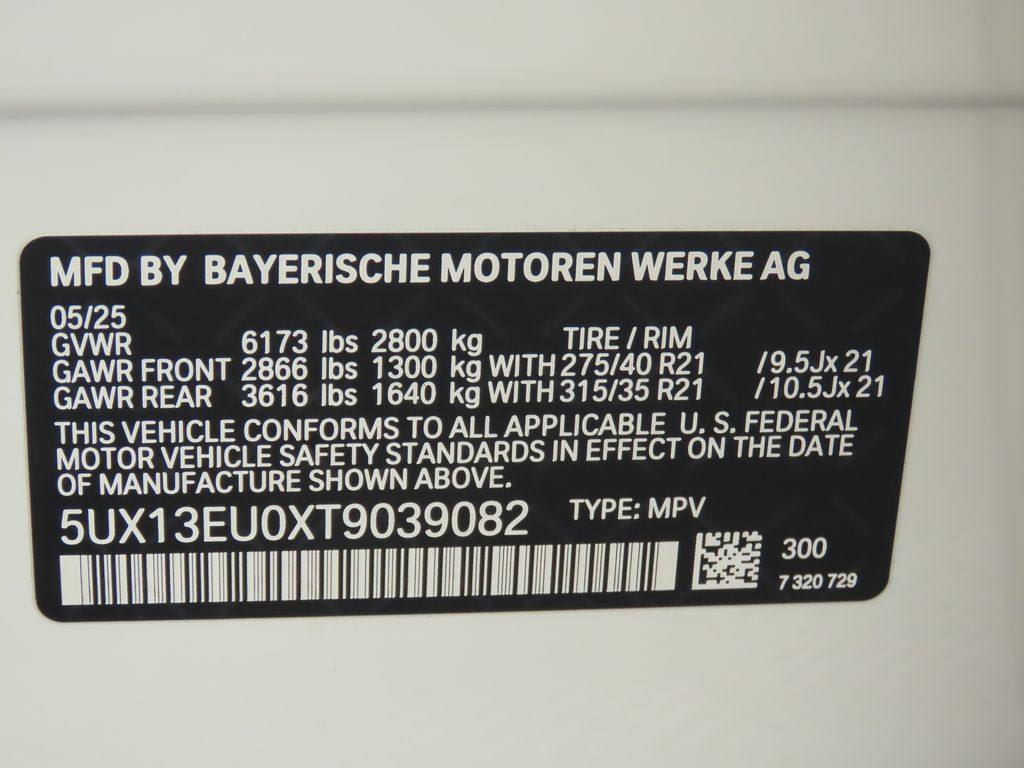 MFD BY BAYERISCHE MOTOREN WERKE AG
05/25
GVWR 6173 lbs 2800 kg TIRE / RIM
GAWR FRONT 2866 lbs 1300 kg WITH 275/40 R21 /9.5Jx 21
GAWR REAR 3616 lbs 1640 kg WITH 315/35 R21 /10.5Jx 21
THIS VEHICLE CONFORMS TO ALL APPLICABLE U. S. FEDERAL
MOTOR VEHICLE SAFETY STANDARDS IN EFFECT ON THE DATE
OF MANUFACTURE SHOWN ABOVE.
5UX13EU0XT9039082 TYPE: MPV
300
7 320 729